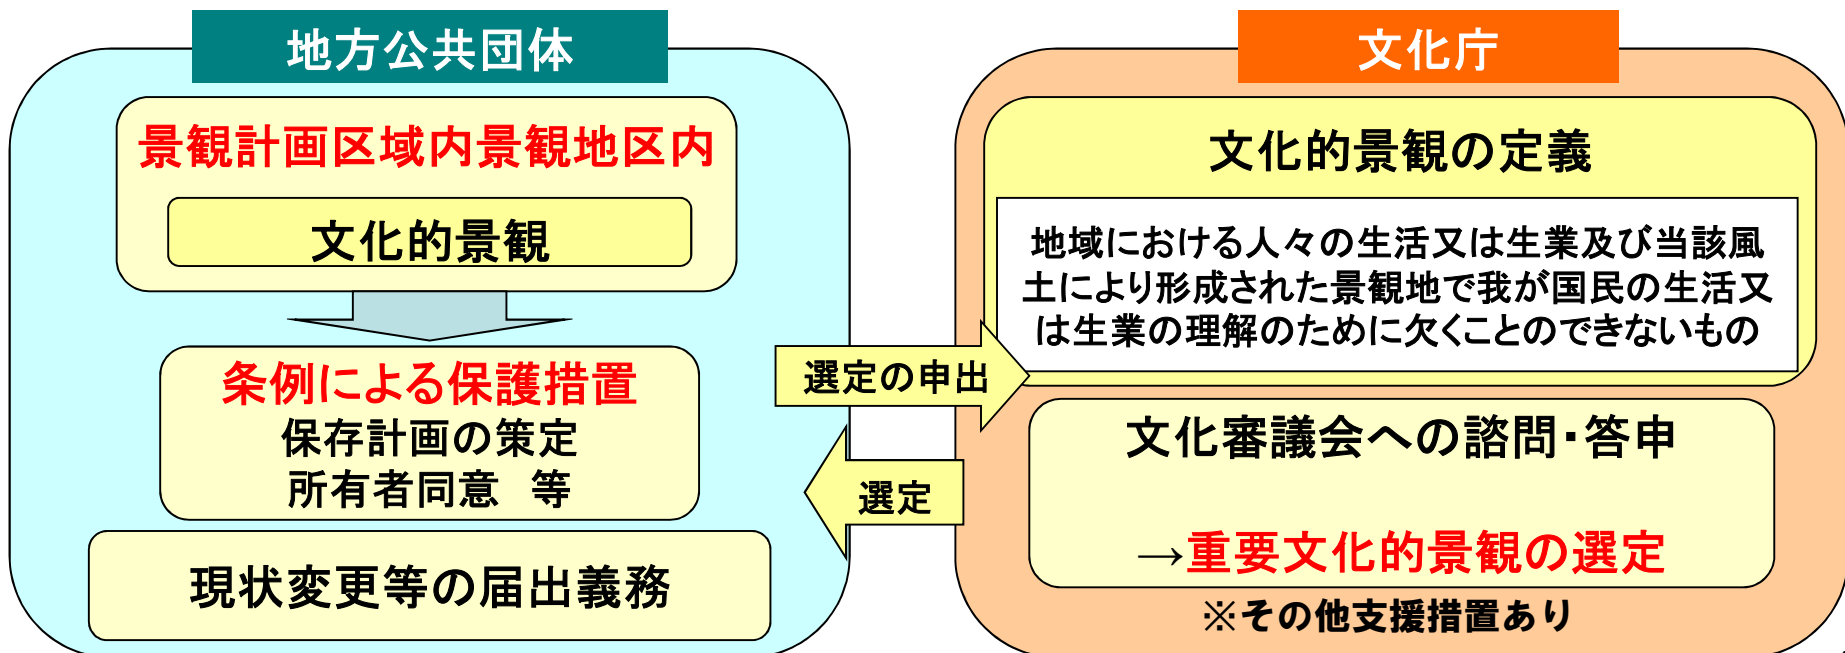 地方公共団体
景観計画区域内景観地区内
文化的景観
条例による保護措置
保存計画の策定
所有者同意　等
現状変更等の届出義務
選定の申出
選定
文化庁
文化的景観の定義
地域における人々の生活又は生業及び当該風
土により形成された景観地で我が国民の生活又
は生業の理解のために欠くことのできないもの
文化審議会への諮問・答申
→重要文化的景観の選定
※その他支援措置あり